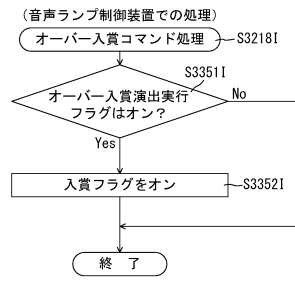 (音声ランプ制御装置での処理)
オーバー入賞コマンド処理
S3218I
S3351I
オーバー入賞演出実行
フラグはオン?
No
Yes
入賞フラグをオン
S3352I
終 了